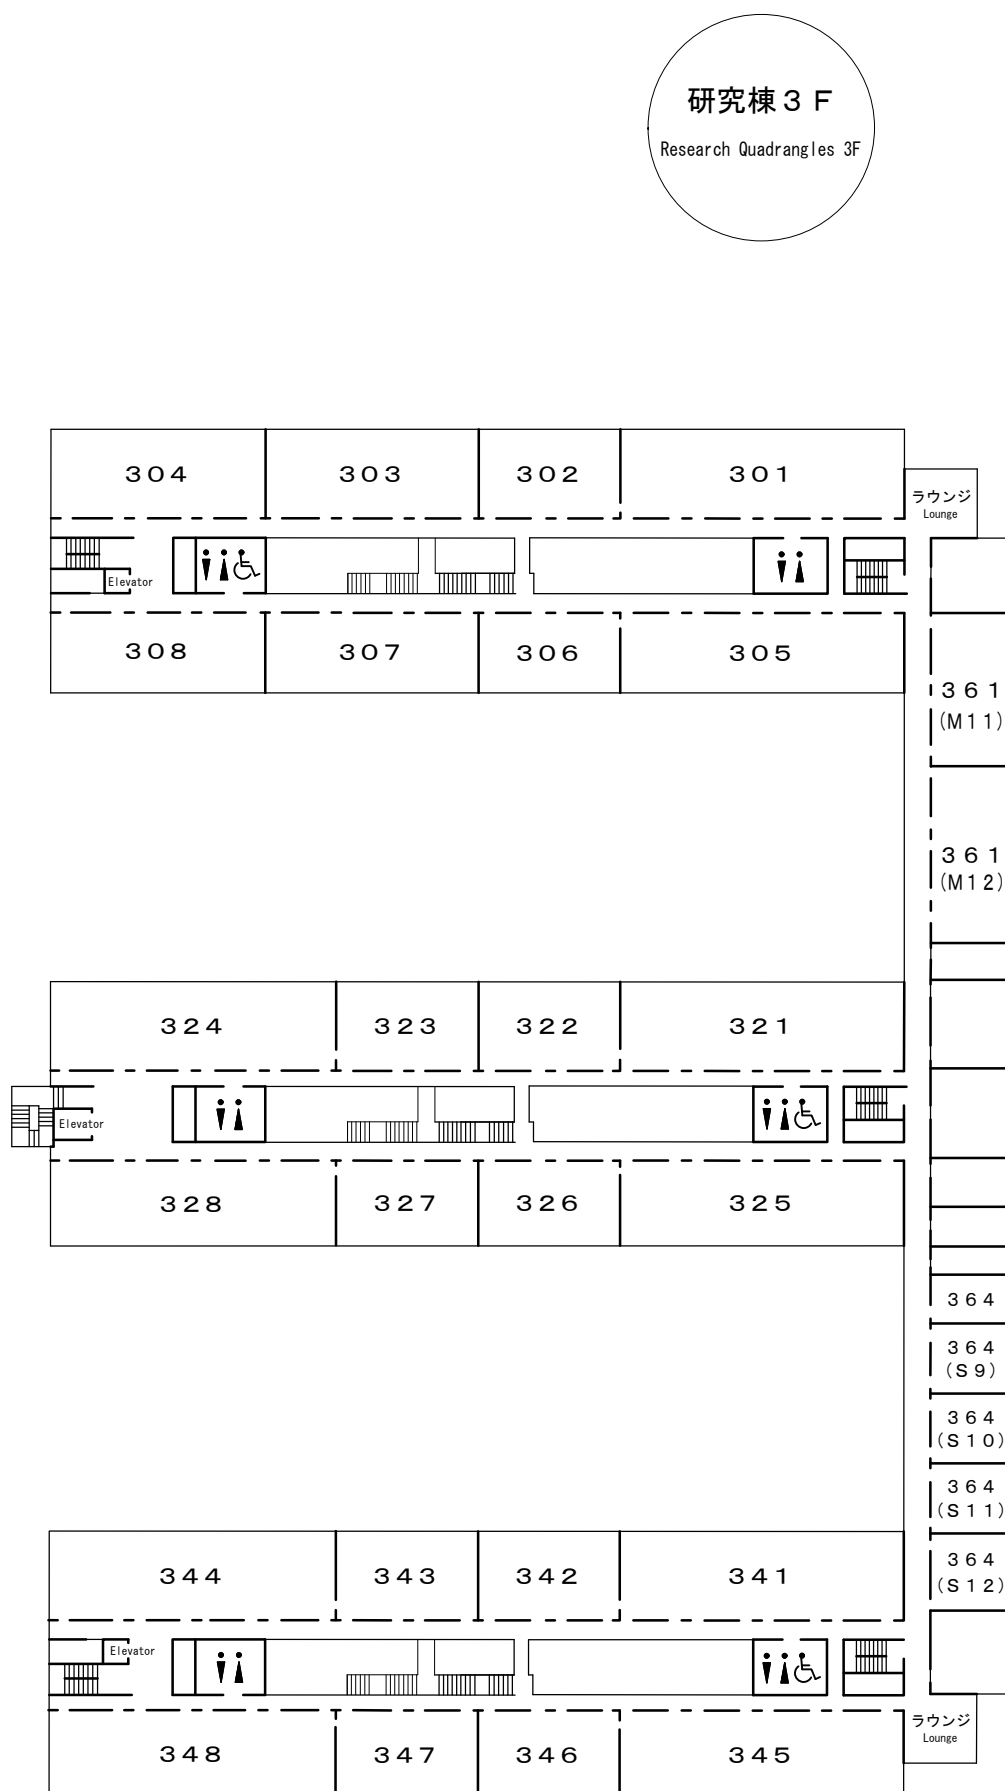 研究棟３Ｆ
Research Quadrangles 3F
３０４ ３０３ ３０２ ３０１
ラウンジ
Lounge
Elevator
３０８ ３０７ ３０６ ３０５
３６１
(M１１)
３６１
(M１２)
３２４ ３２３ ３２２ ３２１
Elevator
３２８ ３２７ ３２６ ３２５
３６４
３６４
(Ｓ９)
３６４
(Ｓ１０)
３６４
(Ｓ１１)
３６４
(Ｓ１２)
３４４ ３４３ ３４２ ３４１
Elevator
ラウンジ
Lounge
３４８ ３４７ ３４６ ３４５